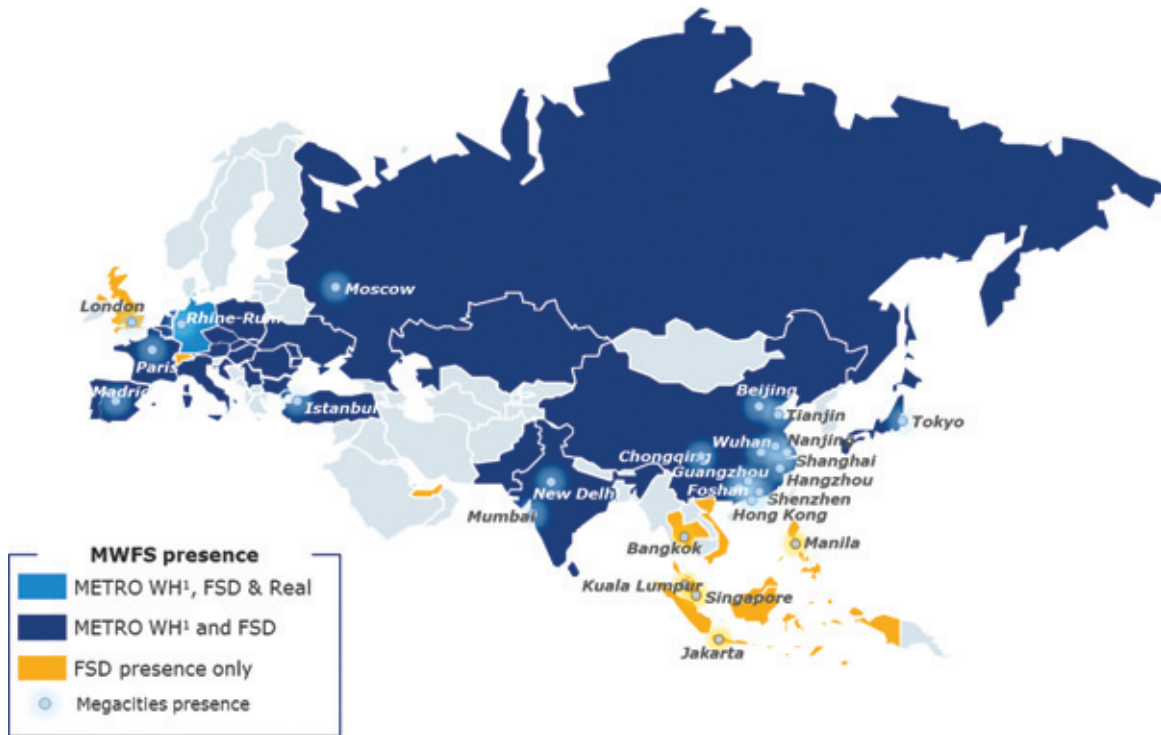 Moscow
London
Rhine-Ruhr
Paris
Madrid
Istanbul
Beijing
Tianjin
Tokyo
Wuhan
Nanjing
Chongqing
Shanghai
Guangzhou
Hangzhou
Foshan
Shenzhen
New Delh
Mumbai
Hong Kong
Bangkok
Manila
Kuala Lumpur
Singapore
Jakarta
MWFS presence
METRO WH¹, FSD & Real
METRO WH¹ and FSD
FSD presence only
Megacities presence